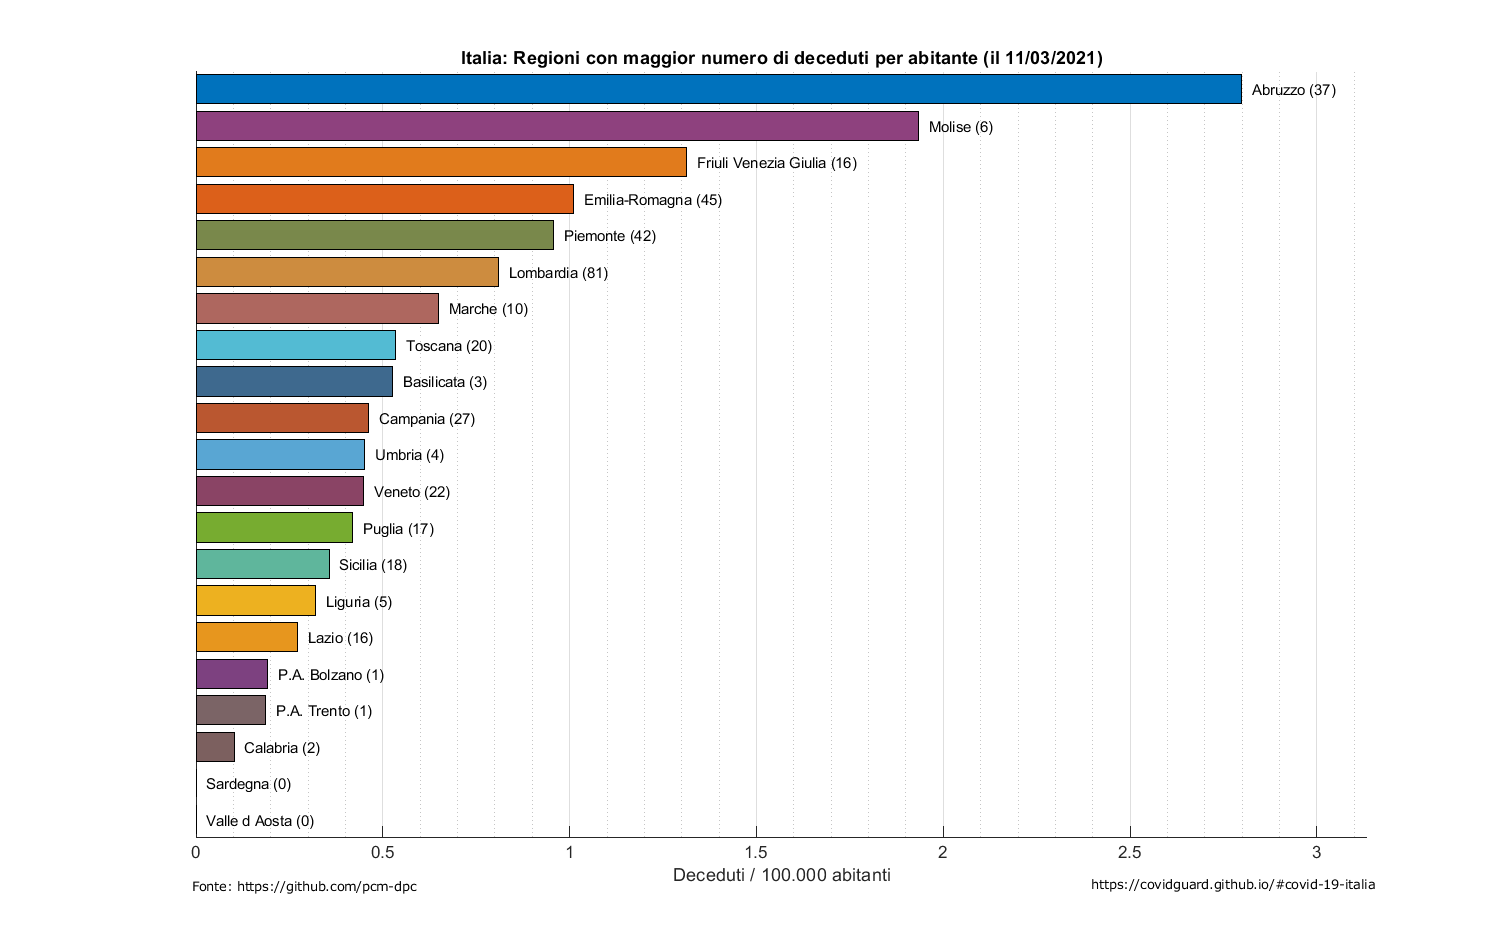 Italia: Regioni con maggior numero di deceduti per abitante (il 11/03/2021)
Abruzzo (37)
Molise (6)
Friuli Venezia Giulia (16)
Emilia-Romagna (45)
Piemonte (42)
Lombardia (81)
Marche (10)
Toscana (20)
Basilicata (3)
Campania (27)
Umbria (4)
Veneto (22)
Puglia (17)
Sicilia (18)
Liguria (5)
Lazio (16)
P.A. Bolzano (1)
P.A. Trento (1)
Calabria (2)
Sardegna (0)
Valle d Aosta (0)
0 0.5 1 1.5 2 2.5 3
Deceduti / 100.000 abitanti
Fonte: https://github.com/pcm-dpc
https://covidguard.github.io/#covid-19-italia